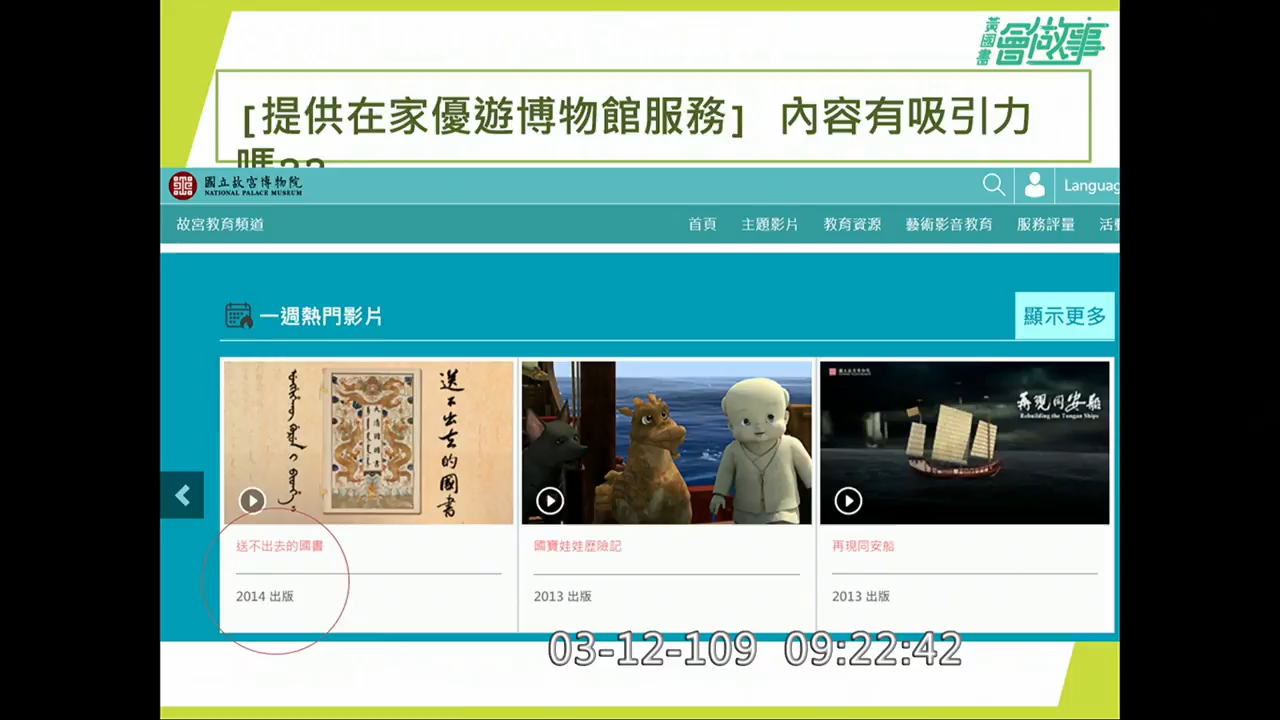 黃國書
會做事
[提供在家優遊博物館服務] 內容有吸引力
嗎??
國立故宮博物院
NATIONAL PALACE MUSEUM
Languag
故宮教育頻道
首頁 主題影片 教育資源 藝術影音教育 服務評量 活動
一週熱門影片
顯示更多
送不出去的國書
再現同安船
Rebuilding the Tongan Ships
送不出去的國書
國寶娃娃歷險記
再現同安船
2014 出版
2013 出版
2013 出版
03-12-109 09:22:42